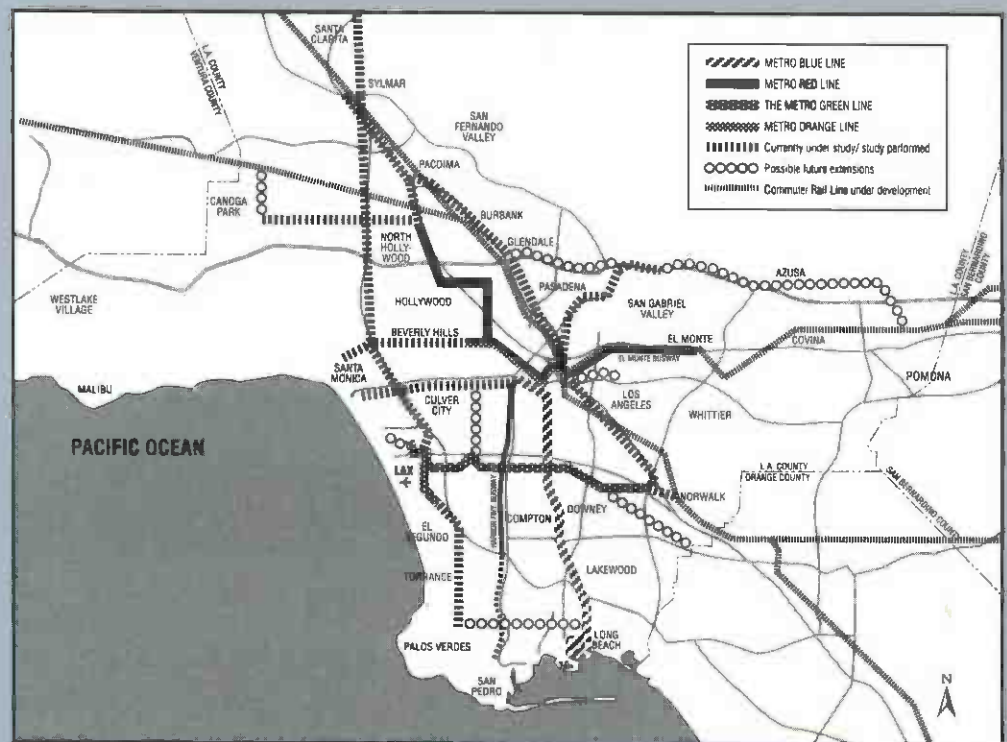 SANTA
CLARITA
L.A. COUNTY
VENTURA COUNTY
SYLMAR
SAN
FERNANDO
VALLEY
METRO BLUE LINE
METRO RED LINE
THE METRO GREEN LINE
METRO ORANGE LINE
Currently under study/ study performed
Possible future extensions
Commuter Rail Line under development
PACOIMA
CANOGA
PARK
BURBANK
NORTH
HOLLY-
WOOD
GLENDALE
PASADENA
AZUSA
L.A. COUNTY
SAN BERNARDINO
COUNTY
WESTLAKE
VILLAGE
HOLLYWOOD
SAN GABRIEL
VALLEY
BEVERLY HILLS
EL MONTE
EL MONTE BUSWAY
COVINA
SANTA
MONICA
POMONA
MALIBU
CULVER
CITY
LOS
ANGELES
WHITTIER
PACIFIC OCEAN
LAX
L.A. COUNTY
ORANGE COUNTY
SAN BERNARDINO COUNTY
NORWALK
HARBOR FWY. BUSWAY
COMPTON
DOWNEY
EL
SEGUNDO
TORRANCE
LAKEWOOD
PALOS VERDES
LONG
BEACH
SAN
PEDRO
N